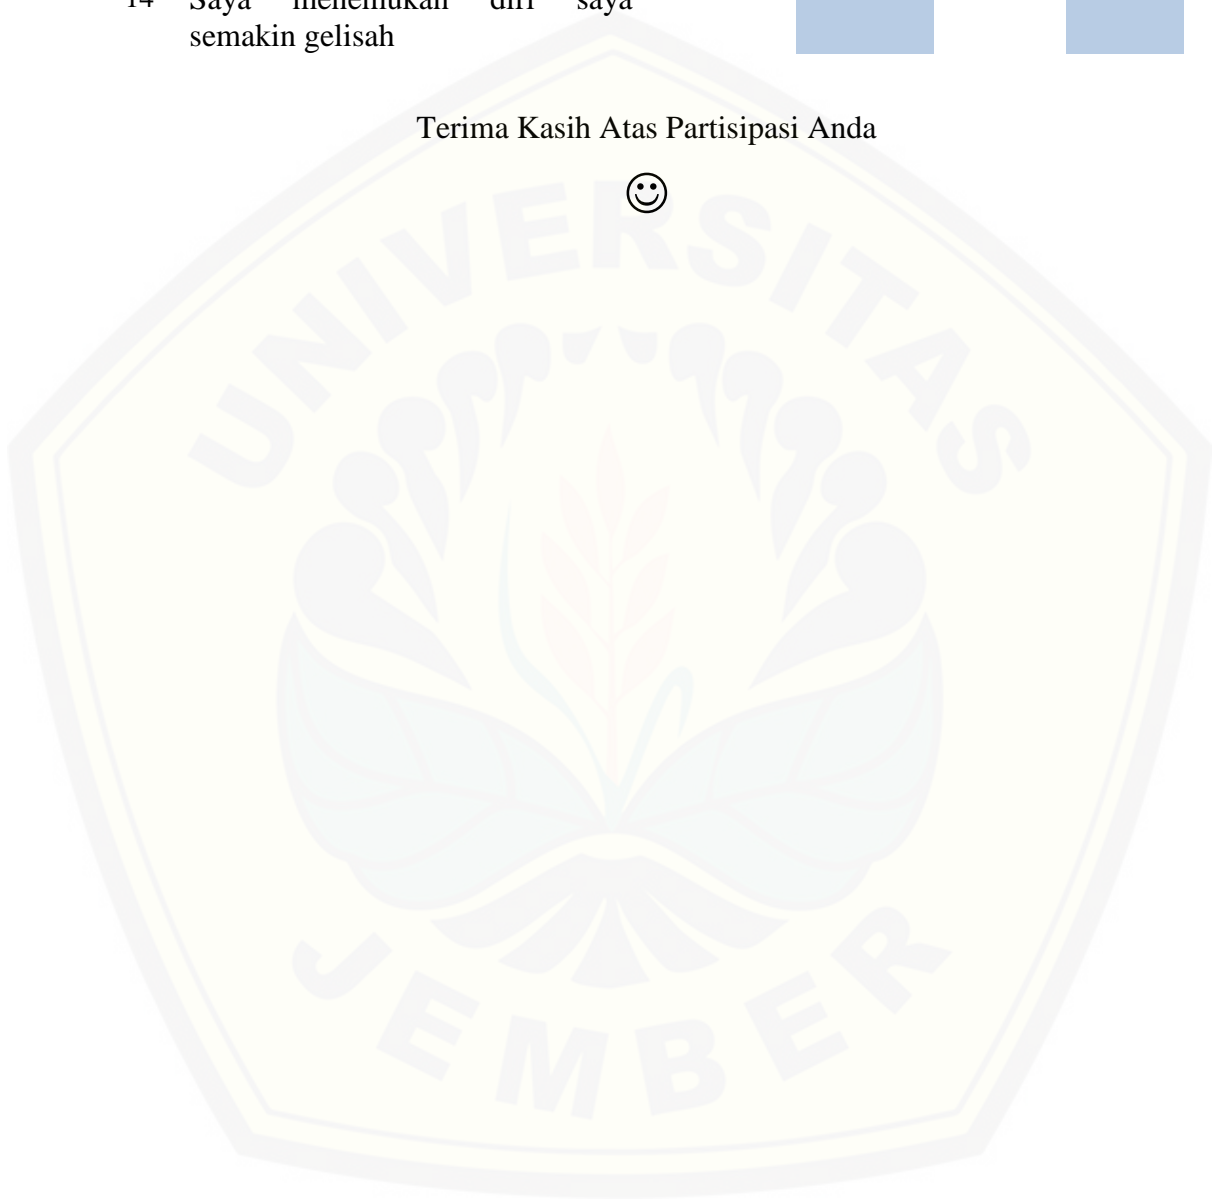 14 Saya menemukan diri saya
semakin gelisah
Terima Kasih Atas Partisipasi Anda
UNIVERSITAS
JEMBER